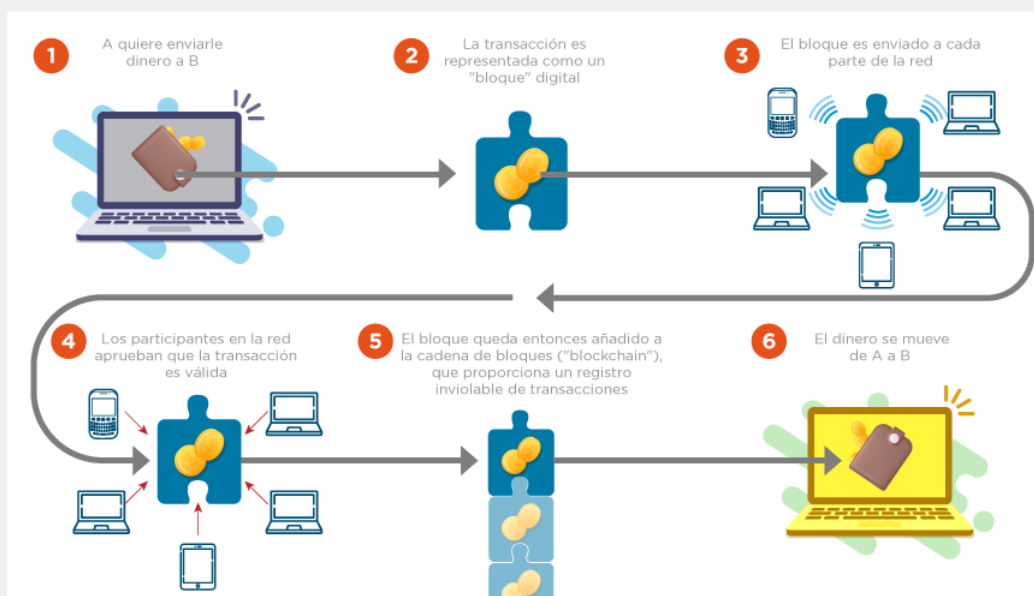 1
A quiere enviarle
dinero a B
2
La transacción es
representada como un
"bloque" digital
3
El bloque es enviado a cada
parte de la red
4
Los participantes en la red
aprueban que la transacción
es válida
5
El bloque queda entonces añadido a
la cadena de bloques ("blockchain"),
que proporciona un registro
inviolable de transacciones
6
El dinero se mueve
de A a B